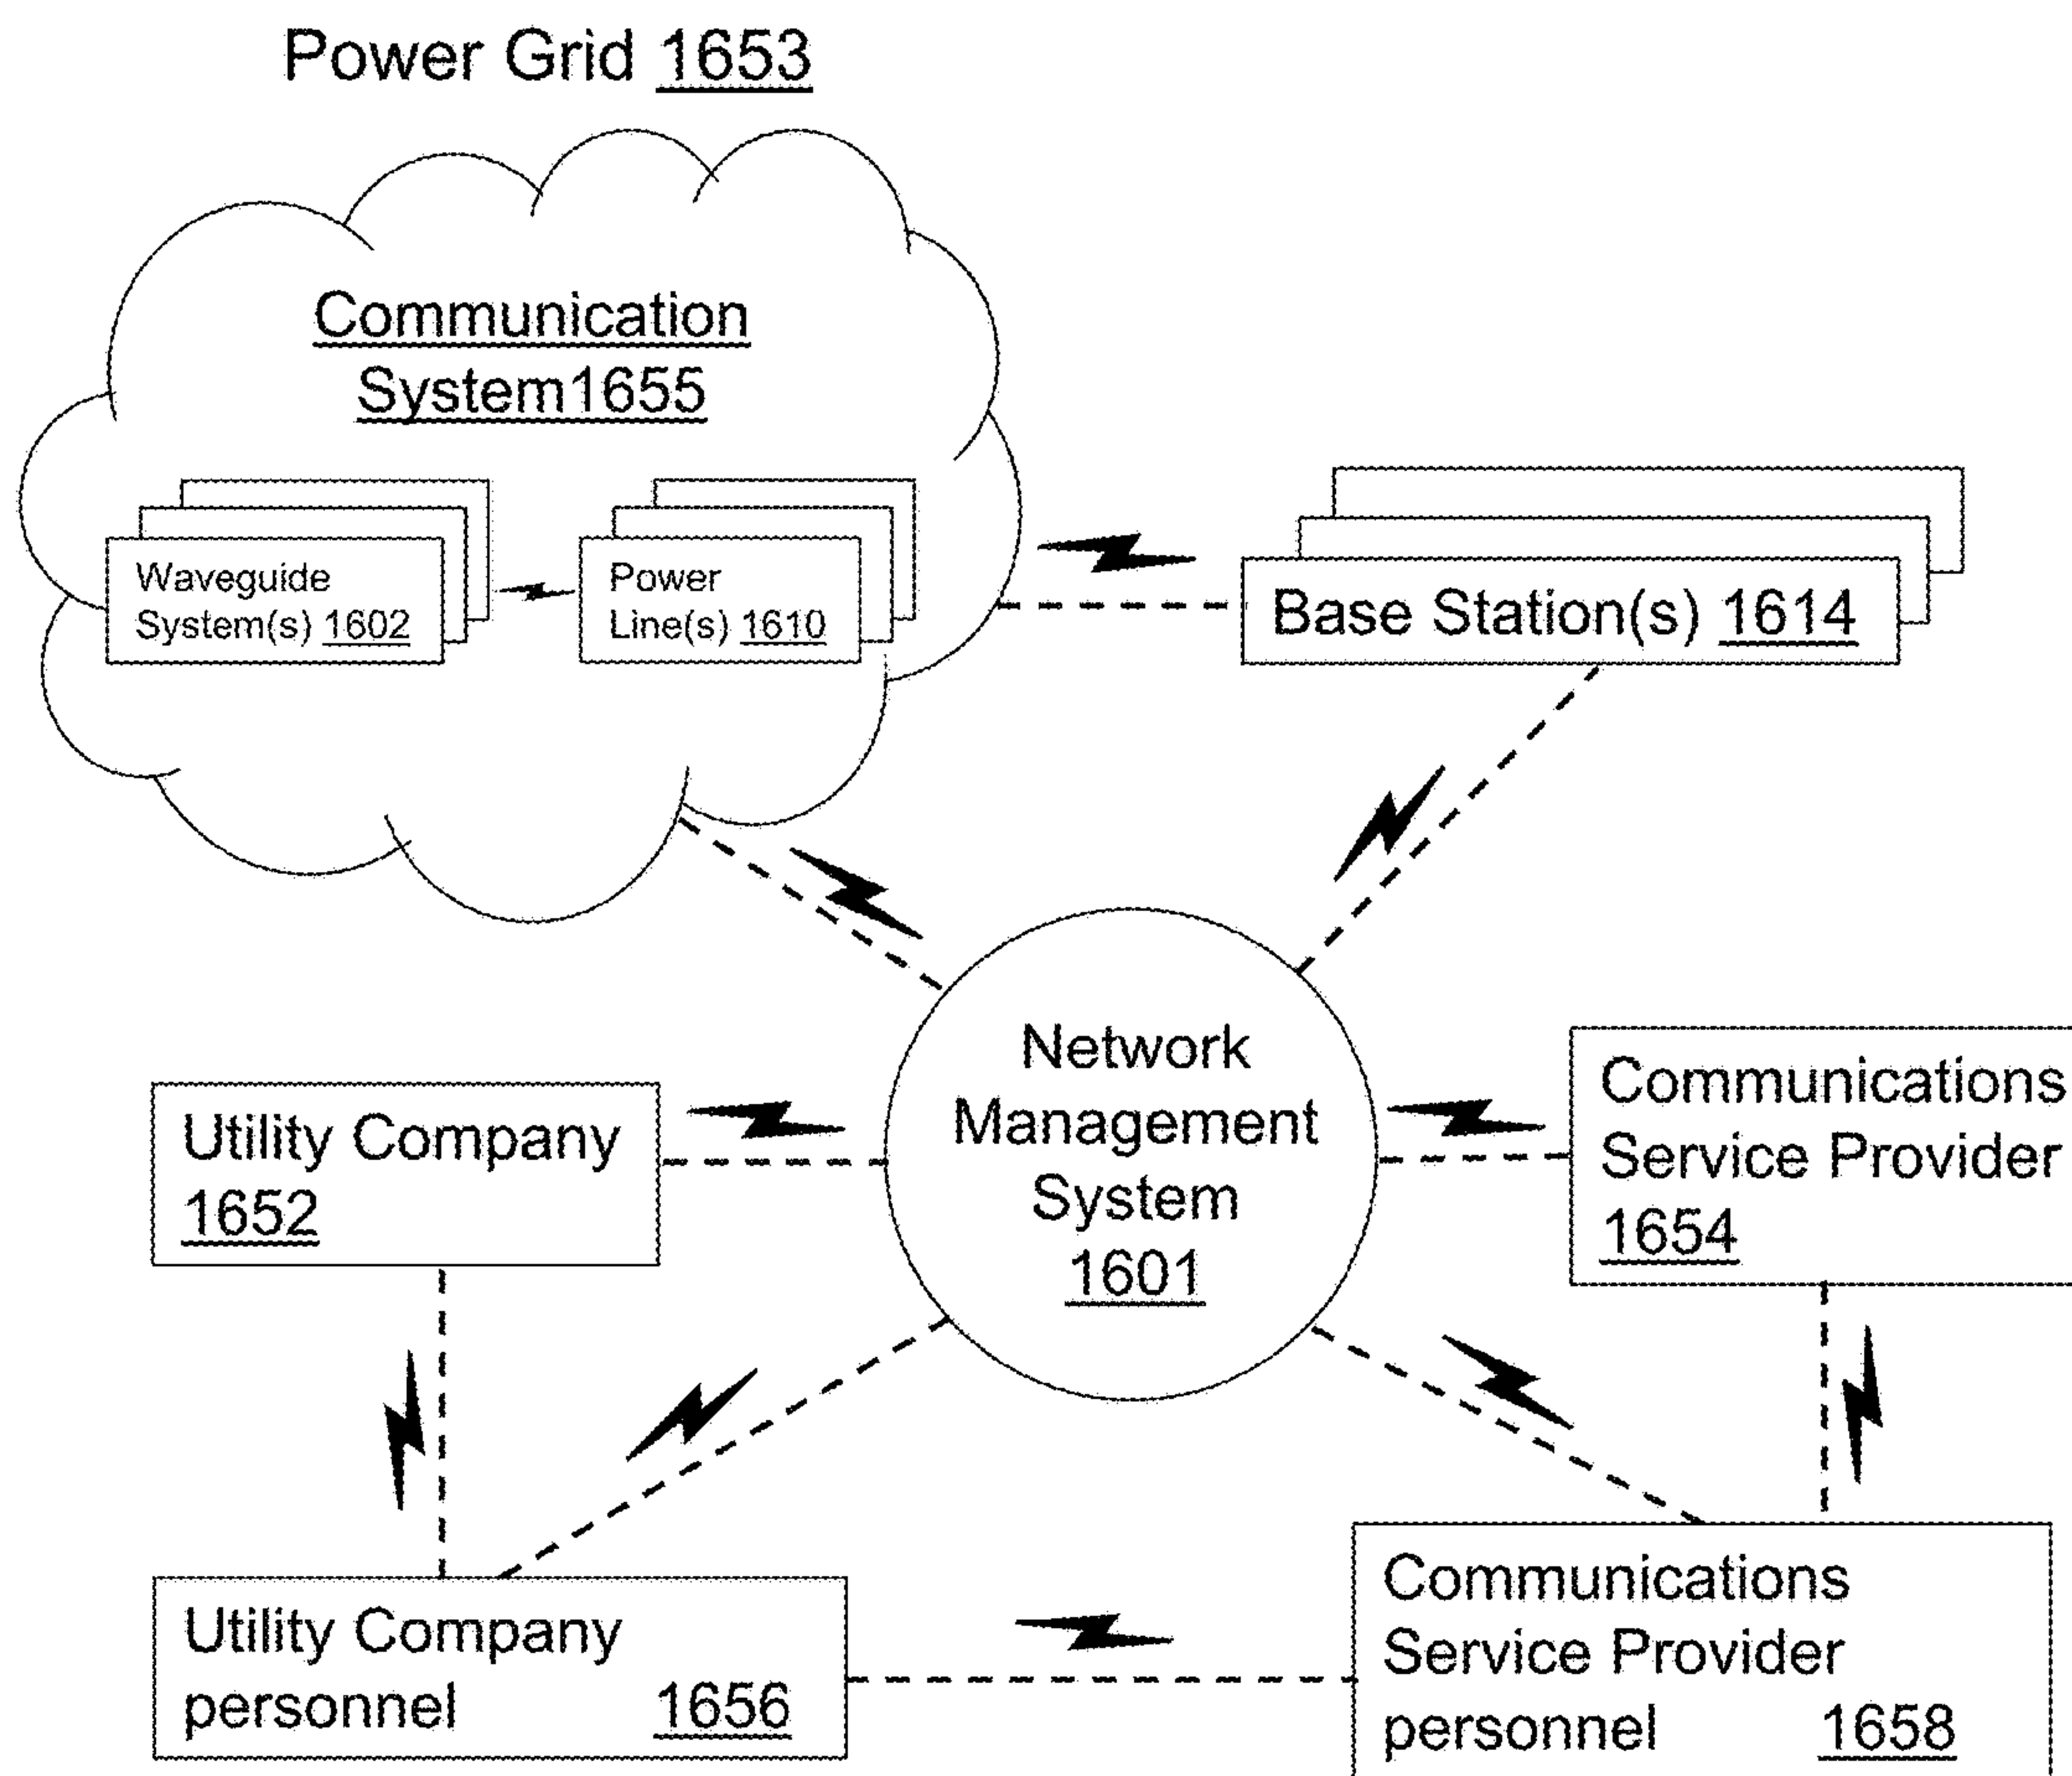 Power Grid 1653
Communication
System1655
Waveguide
System(s) 1602
Power
Line(s) 1610
Base Station(s) 1614
Network
Management
System
1601
Utility Company
1652
Communications
Service Provider
1654
Utility Company
personnel 1656
Communications
Service Provider
personnel 1658